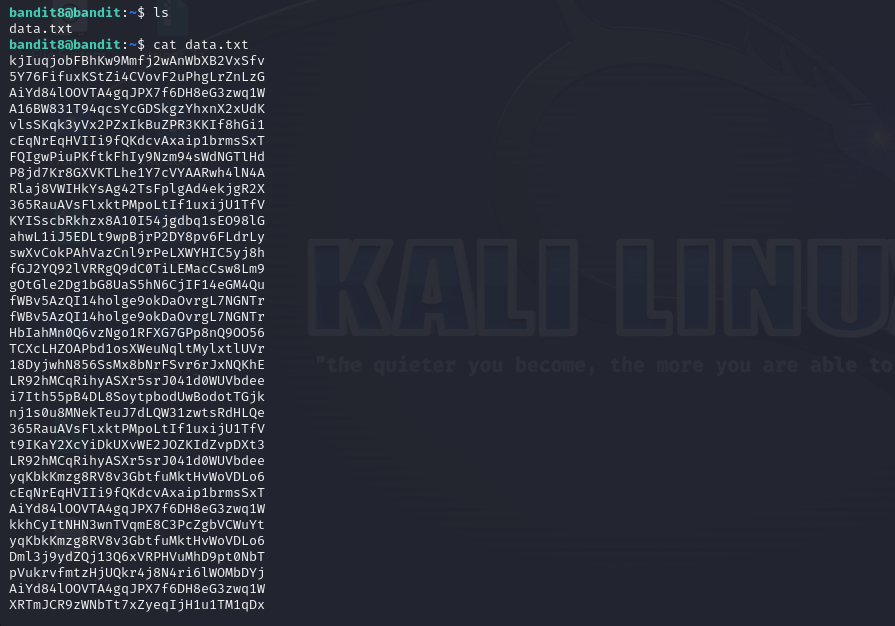 bandit8@bandit:~$ ls
data.txt
bandit8@bandit:~$ cat data.txt
kjIuqjobFBhKw9Mmfj2wAnWbXB2VxSfv
5Y76FifuxKStZi4CVovF2uPhgLrZnLzG
AiYd84lOOVTA4gqJPX7f6DH8eG3zwq1W
A16BW831T94qcsYcGDSkgzYhxnX2xUdK
vlsSKqk3yVx2PZxIkBuZPR3KKIf8hGi1
cEqNrEqHVIIi9fQKdcvAxaip1brmsSxT
FQIgwPiuPKftkFhIy9Nzm94sWdNGTlHd
P8jd7Kr8GXVKTLhe1Y7cVYAARwh4lN4A
Rlaj8VWIHkYsAg42TsFplgAd4ekjgR2X
365RauAVsFlxktPMpoLtIf1uxijU1TfV
KYISscbRkhzx8A10I54jgdbq1sEO98lG
ahwL1iJ5EDLt9wpBjrP2DY8pv6FLdrLy
swXvCokPAhVazCnl9rPeLXWYHIC5yj8h
fGJ2YQ92lVRRgQ9dC0TiLEMacCsw8Lm9
gOtGle2Dg1bG8UaS5hN6CjIF14eGM4Qu
fWBv5AzQI14holge9okDaOvrgL7NGNTr
fWBv5AzQI14holge9okDaOvrgL7NGNTr
HbIahMn0Q6vzNgo1RFXG7GPp8nQ9OO56
TCXcLHZOAPbd1osXWeuNqltMylxtlUVr
18DyjwhN856SsMx8bNrFSvr6rJxNQKhE
LR92hMCqRihyASXr5srJ041d0WUVbdee
i7Ith55pB4DL8SoytpbodUwBodotTGjk
nj1s0u8MNekTeuJ7dLQW31zwtsRdHLQe
365RauAVsFlxktPMpoLtIf1uxijU1TfV
t9IKaY2XcYiDkUXvWE2JOZKIdZvpDXt3
LR92hMCqRihyASXr5srJ041d0WUVbdee
yqKbkKmzg8RV8v3GbtfuMktHvWoVDLo6
cEqNrEqHVIIi9fQKdcvAxaip1brmsSxT
AiYd84lOOVTA4gqJPX7f6DH8eG3zwq1W
kkhCyItNHN3wnTVqmE8C3PcZgbVCWuYt
yqKbkKmzg8RV8v3GbtfuMktHvWoVDLo6
Dml3j9ydZQj13Q6xVRPHVuMhD9pt0NbT
pVukrvfmtzHjUQkr4j8N4ri6lWOMbDYj
AiYd84lOOVTA4gqJPX7f6DH8eG3zwq1W
XRTmJCR9zWNbTt7xZyeqIjH1u1TM1qDx
KALI LINU
"the quieter you become, the more you are able to